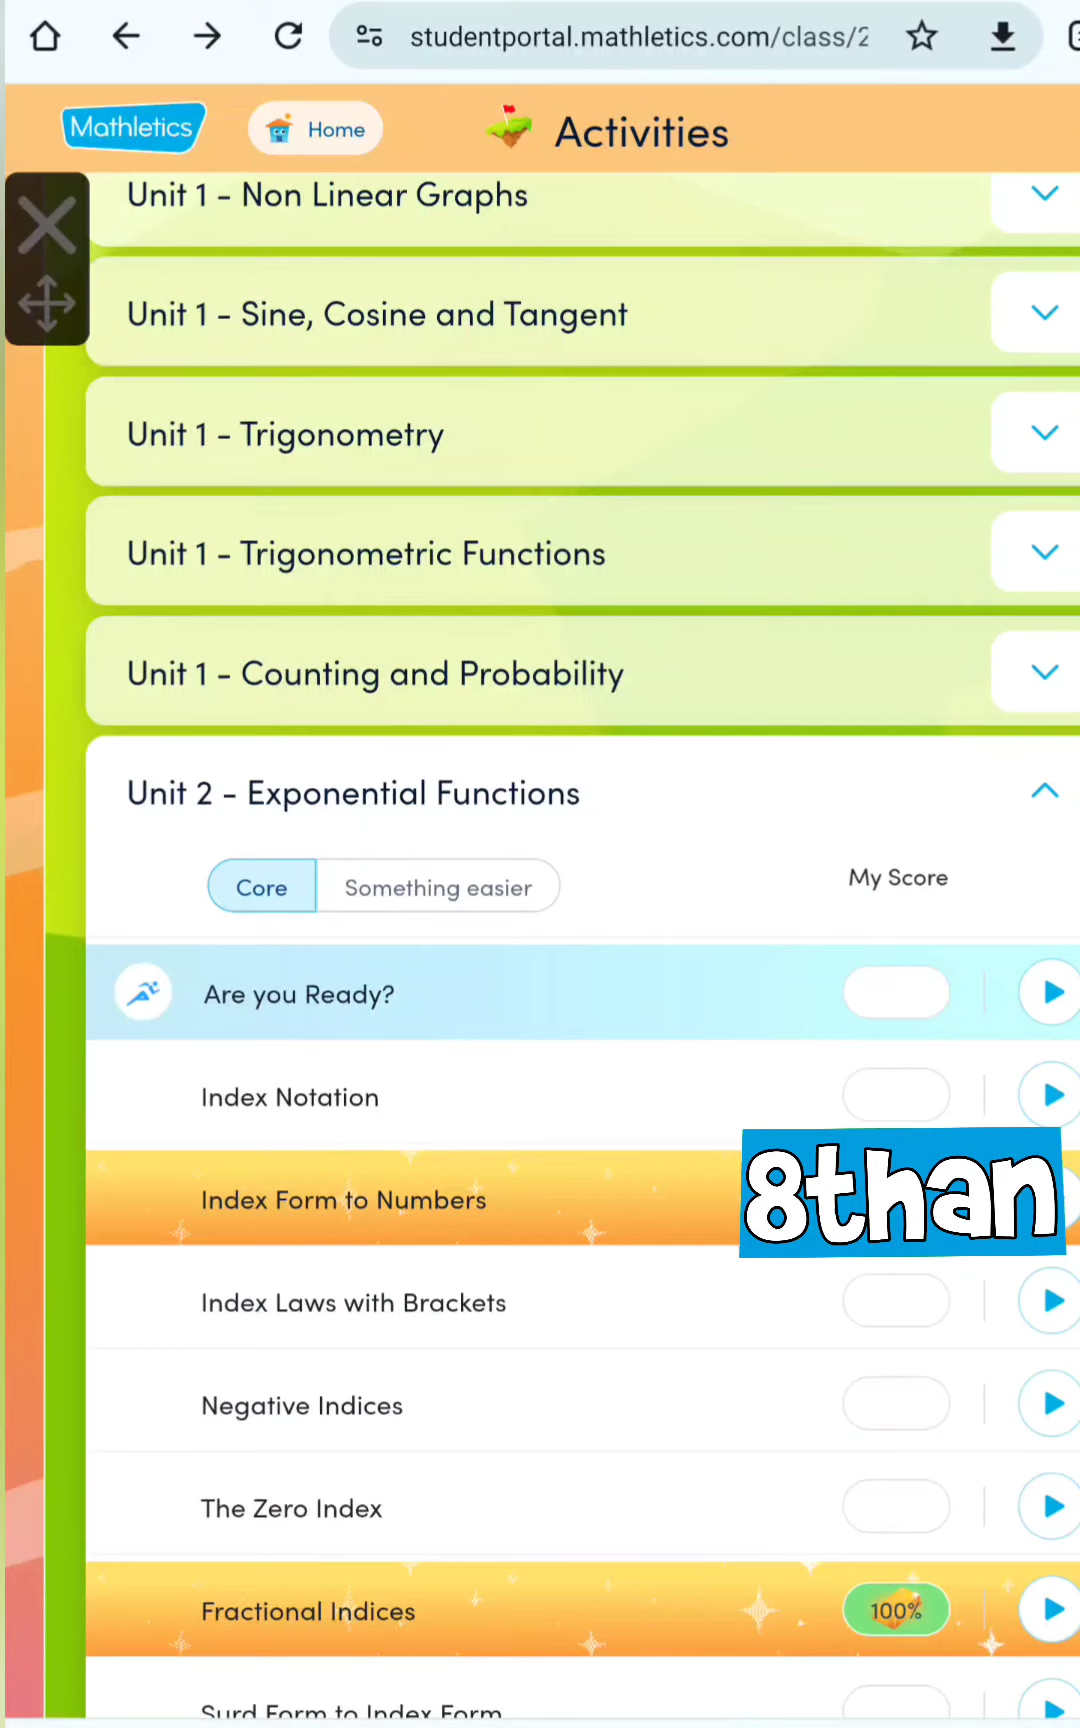 studentportal.mathletics.com/class/2
Mathletics
Home
Activities
Unit 1 - Non Linear Graphs
Unit 1 - Sine, Cosine and Tangent
Unit 1 - Trigonometry
Unit 1 - Trigonometric Functions
Unit 1 - Counting and Probability
Unit 2 - Exponential Functions
Core
Something easier
My Score
Are you Ready?
Index Notation
Index Form to Numbers
8than
Index Laws with Brackets
Negative Indices
The Zero Index
Fractional Indices
100%
Surd Form to Index Form